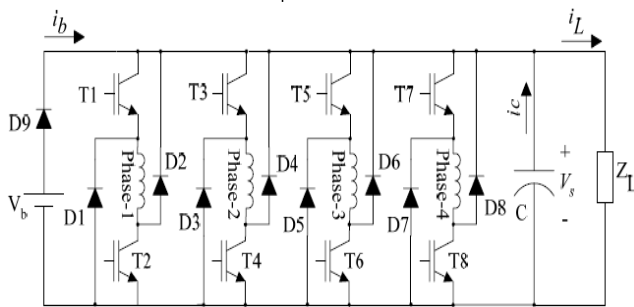 i_b
i_L
T1
T3
T5
T7
D9
D2
D4
D6
D8
Phase-1
Phase-2
Phase-3
Phase-4
ic
+
V_s
-
C
Z_L
V_b
D1
D3
D5
D7
T2
T4
T6
T8